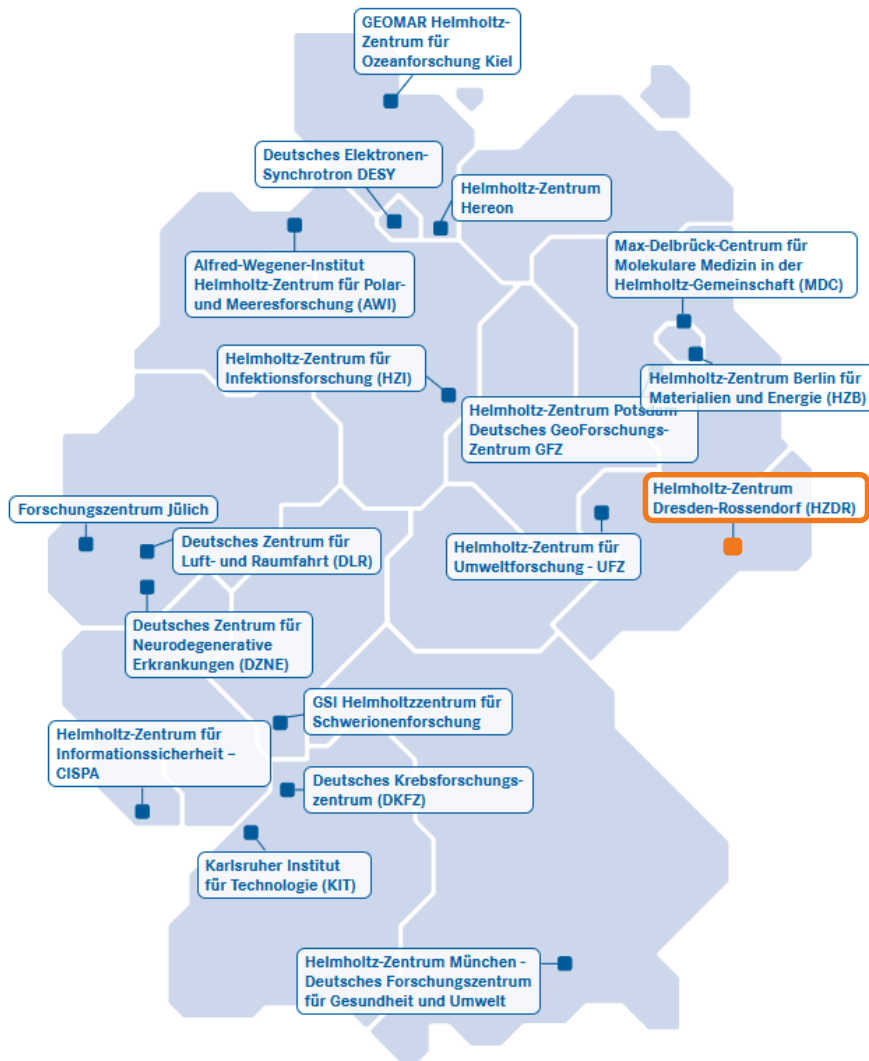 GEOMAR Helmholtz-
Zentrum für
Ozeanforschung Kiel
Deutsches Elektronen-
Synchrotron DESY
Helmholtz-Zentrum
Hereon
Max-Delbrück-Centrum für
Molekulare Medizin in der
Helmholtz-Gemeinschaft (MDC)
Alfred-Wegener-Institut
Helmholtz-Zentrum für Polar-
und Meeresforschung (AWI)
Helmholtz-Zentrum für
Infektionsforschung (HZI)
Helmholtz-Zentrum Berlin für
Materialien und Energie (HZB)
Helmholtz-Zentrum Potsdam
Deutsches GeoForschungs-
Zentrum GFZ
Helmholtz-Zentrum
Dresden-Rossendorf (HZDR)
Forschungszentrum Jülich
Deutsches Zentrum für
Luft- und Raumfahrt (DLR)
Helmholtz-Zentrum für
Umweltforschung - UFZ
Deutsches Zentrum für
Neurodegenerative
Erkrankungen (DZNE)
GSI Helmholtzzentrum für
Schwerionenforschung
Helmholtz-Zentrum für
Informationssicherheit –
CISPA
Deutsches Krebsforschungs-
zentrum (DKFZ)
Karlsruher Institut
für Technologie (KIT)
Helmholtz-Zentrum München -
Deutsches Forschungszentrum
für Gesundheit und Umwelt